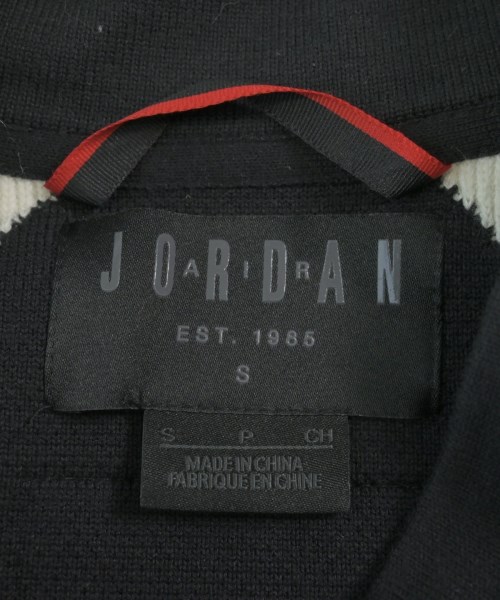 JORDAN
AIR
EST. 1985
S
S P CH
MADE IN CHINA
FABRIQUE EN CHINE